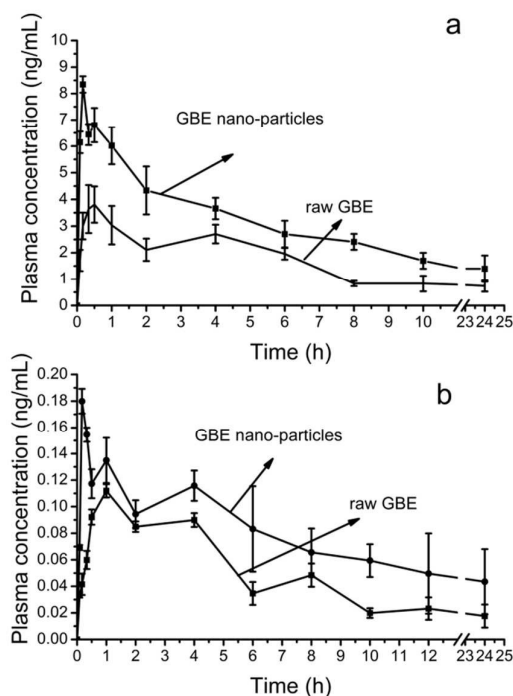 a
Plasma concentration (ng/mL)
10
9
8
7
6
5
4
3
2
1
0
GBE nano-particles
raw GBE
0 1 2 3 4 5 6 7 8 9 10 23 24 25
Time (h)
b
Plasma concentration (ng/mL)
0.20
0.18
0.16
0.14
0.12
0.10
0.08
0.06
0.04
0.02
0.00
GBE nano-particles
raw GBE
0 1 2 3 4 5 6 7 8 9 10 11 12 23 24 25
Time (h)